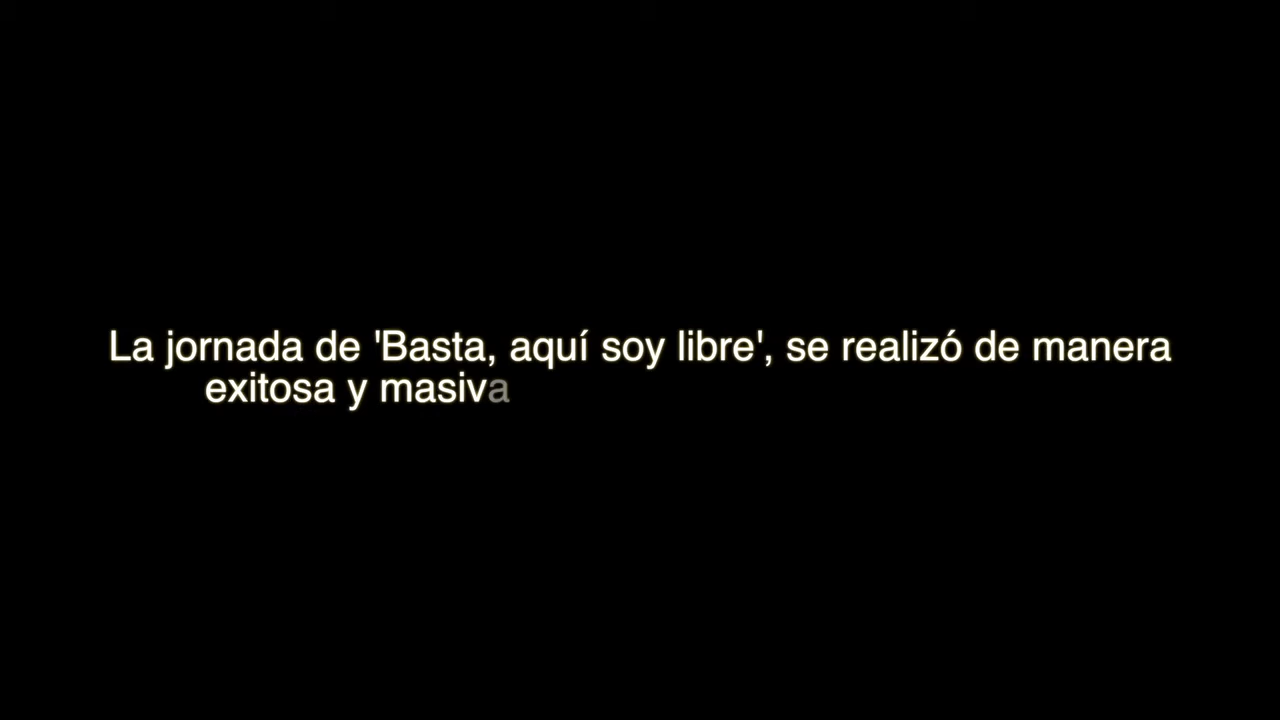 La jornada de 'Basta, aquí soy libre', se realizó de manera
exitosa y masiva